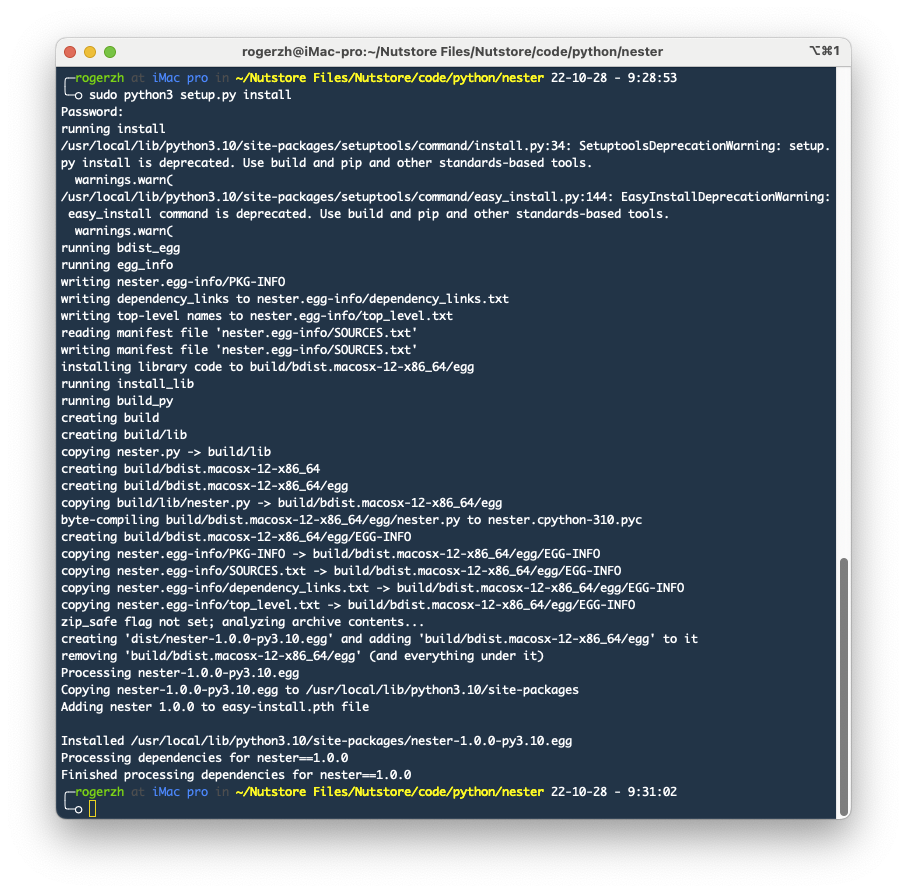 rogerzh@iMac-pro:~/Nutstore Files/Nutstore/code/python/nester
⌥⌘1
rogerzh at iMac pro in ~/Nutstore Files/Nutstore/code/python/nester 22-10-28 - 9:28:53
sudo python3 setup.py install
Password:
running install
/usr/local/lib/python3.10/site-packages/setuptools/command/install.py:34: SetuptoolsDeprecationWarning: setup.
py install is deprecated. Use build and pip and other standards-based tools.
  warnings.warn(
/usr/local/lib/python3.10/site-packages/setuptools/command/easy_install.py:144: EasyInstallDeprecationWarning:
 easy_install command is deprecated. Use build and pip and other standards-based tools.
  warnings.warn(
running bdist_egg
running egg_info
writing nester.egg-info/PKG-INFO
writing dependency_links to nester.egg-info/dependency_links.txt
writing top-level names to nester.egg-info/top_level.txt
reading manifest file 'nester.egg-info/SOURCES.txt'
writing manifest file 'nester.egg-info/SOURCES.txt'
installing library code to build/bdist.macosx-12-x86_64/egg
running install_lib
running build_py
creating build
creating build/lib
copying nester.py -> build/lib
creating build/bdist.macosx-12-x86_64
creating build/bdist.macosx-12-x86_64/egg
copying build/lib/nester.py -> build/bdist.macosx-12-x86_64/egg
byte-compiling build/bdist.macosx-12-x86_64/egg/nester.py to nester.cpython-310.pyc
creating build/bdist.macosx-12-x86_64/egg/EGG-INFO
copying nester.egg-info/PKG-INFO -> build/bdist.macosx-12-x86_64/egg/EGG-INFO
copying nester.egg-info/SOURCES.txt -> build/bdist.macosx-12-x86_64/egg/EGG-INFO
copying nester.egg-info/dependency_links.txt -> build/bdist.macosx-12-x86_64/egg/EGG-INFO
copying nester.egg-info/top_level.txt -> build/bdist.macosx-12-x86_64/egg/EGG-INFO
zip_safe flag not set; analyzing archive contents...
creating 'dist/nester-1.0.0-py3.10.egg' and adding 'build/bdist.macosx-12-x86_64/egg' to it
removing 'build/bdist.macosx-12-x86_64/egg' (and everything under it)
Processing nester-1.0.0-py3.10.egg
Copying nester-1.0.0-py3.10.egg to /usr/local/lib/python3.10/site-packages
Adding nester 1.0.0 to easy-install.pth file

Installed /usr/local/lib/python3.10/site-packages/nester-1.0.0-py3.10.egg
Processing dependencies for nester==1.0.0
Finished processing dependencies for nester==1.0.0
rogerzh at iMac pro in ~/Nutstore Files/Nutstore/code/python/nester 22-10-28 - 9:31:02